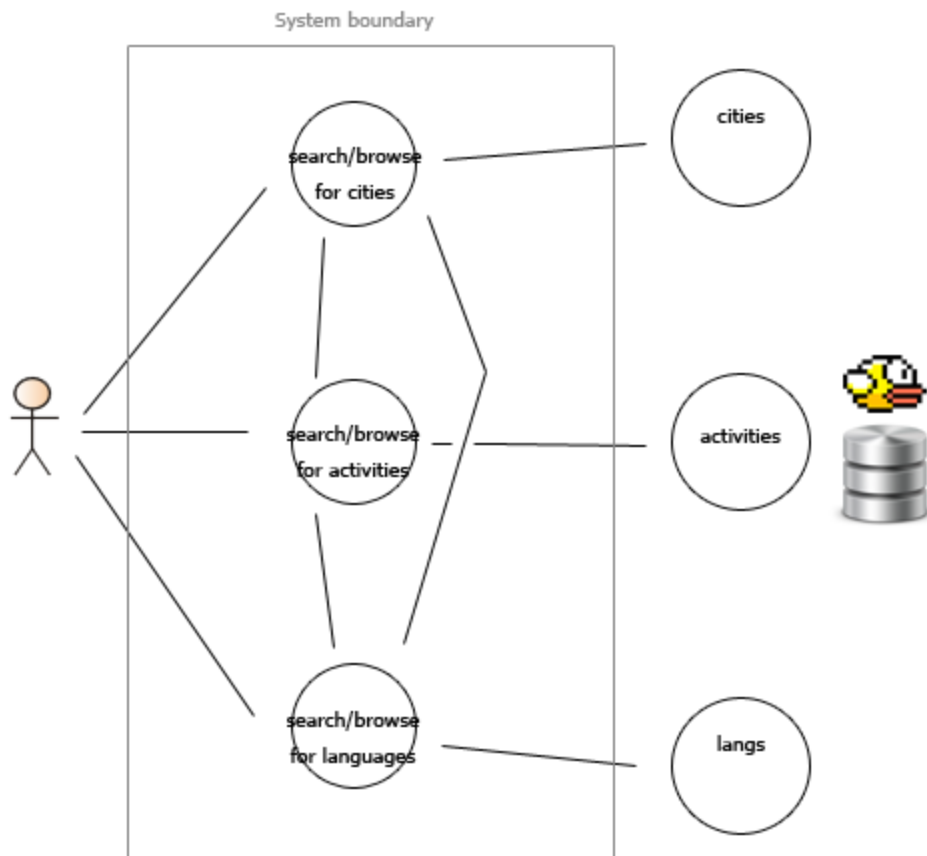 System boundary
search/browse
for cities
cities
search/browse
for activities
activities
search/browse
for languages
langs